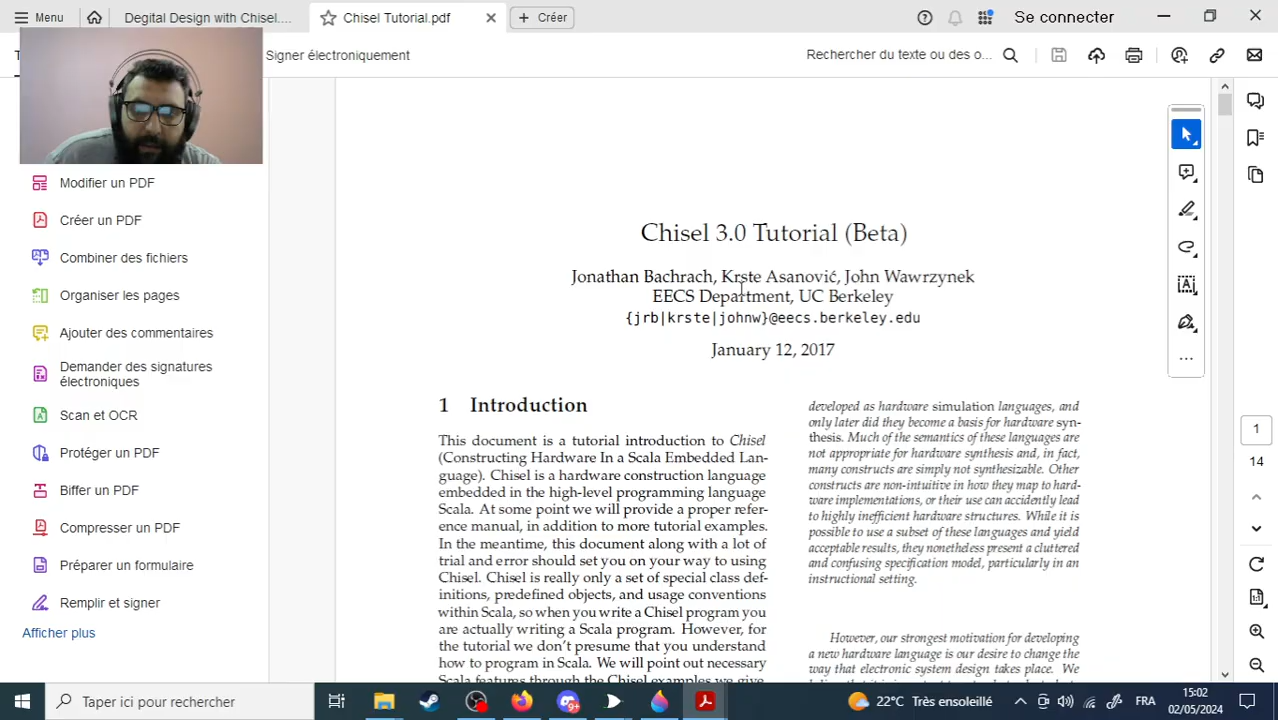 Menu
Degital Design with Chisel....
Chisel Tutorial.pdf
Créer
Se connecter
Signer électroniquement
Rechercher du texte ou des o...
Modifier un PDF
Créer un PDF
Combiner des fichiers
Organiser les pages
Ajouter des commentaires
Demander des signatures
électroniques
Scan et OCR
Protéger un PDF
Biffer un PDF
Compresser un PDF
Préparer un formulaire
Remplir et signer
Afficher plus
Chisel 3.0 Tutorial (Beta)
Jonathan Bachrach, Krste Asanović, John Wawrzynek
EECS Department, UC Berkeley
{jrb|krste|johnw}@eecs.berkeley.edu
January 12, 2017
1 Introduction
This document is a tutorial introduction to Chisel
(Constructing Hardware In a Scala Embedded Lan-
guage). Chisel is a hardware construction language
embedded in the high-level programming language
Scala. At some point we will provide a proper refer-
ence manual, in addition to more tutorial examples.
In the meantime, this document along with a lot of
trial and error should set you on your way to using
Chisel. Chisel is really only a set of special class def-
initions, predefined objects, and usage conventions
within Scala, so when you write a Chisel program you
are actually writing a Scala program. However, for
the tutorial we don't presume that you understand
how to program in Scala. We will point out necessary
Scala features through the Chisel examples we give,
developed as hardware simulation languages, and
only later did they become a basis for hardware syn-
thesis. Much of the semantics of these languages are
not appropriate for hardware synthesis and, in fact,
many constructs are simply not synthesizable. Other
constructs are non-intuitive in how they map to hard-
ware implementations, or their use can accidently lead
to highly inefficient hardware structures. While it is
possible to use a subset of these languages and yield
acceptable results, they nonetheless present a cluttered
and confusing specification model, particularly in an
instructional setting.
However, our strongest motivation for developing
a new hardware language is our desire to change the
way that electronic system design takes place. We
1
14
Taper ici pour rechercher
22°C Très ensoleillé
FRA
15:02
02/05/2024